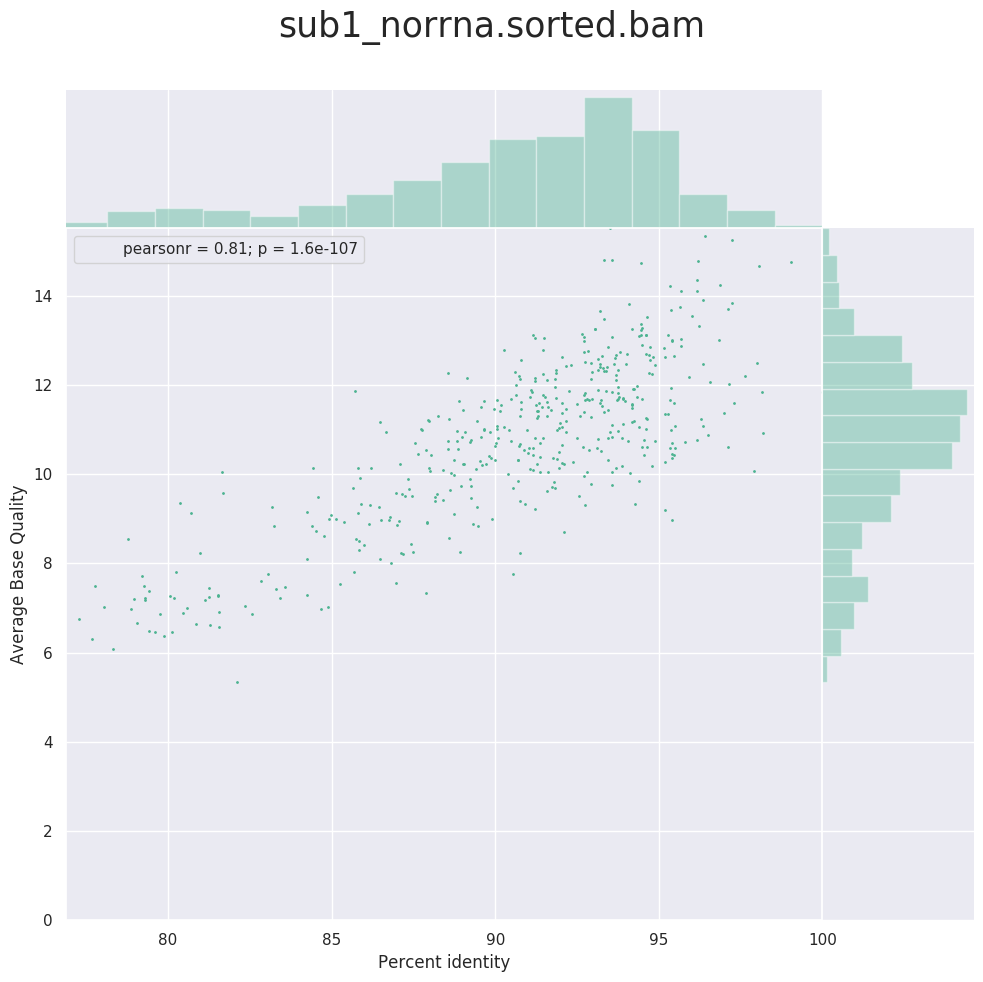 sub1_norrna.sorted.bam
pearsonr = 0.81; p = 1.6e-107
Average Base Quality
14
12
10
8
6
4
2
0
80 85 90 95 100
Percent identity